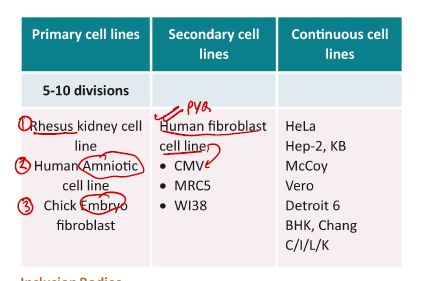 Primary cell lines
Secondary cell lines
Continuous cell lines
5-10 divisions
① Rhesus kidney cell line
② Human Amniotic cell line
③ Chick Embryo fibroblast
PYQ
Human fibroblast cell line
• CMV
• MRC5
• WI38
HeLa
Hep-2, KB
McCoy
Vero
Detroit 6
BHK, Chang
C/I/L/K
Inclusion Bodies